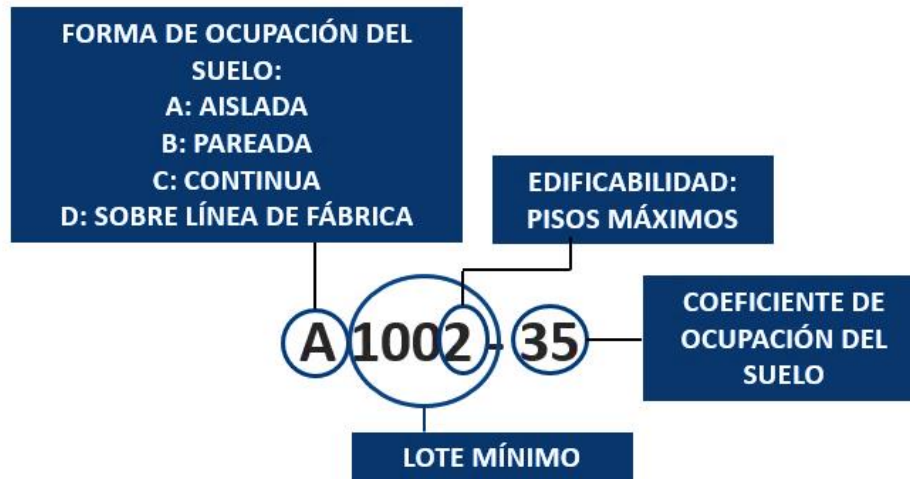 FORMA DE OCUPACIÓN DEL
SUELO:
A: AISLADA
B: PAREADA
C: CONTINUA
D: SOBRE LÍNEA DE FÁBRICA
EDIFICABILIDAD:
PISOS MÁXIMOS
A 1002 - 35
COEFICIENTE DE
OCUPACIÓN DEL
SUELO
LOTE MÍNIMO